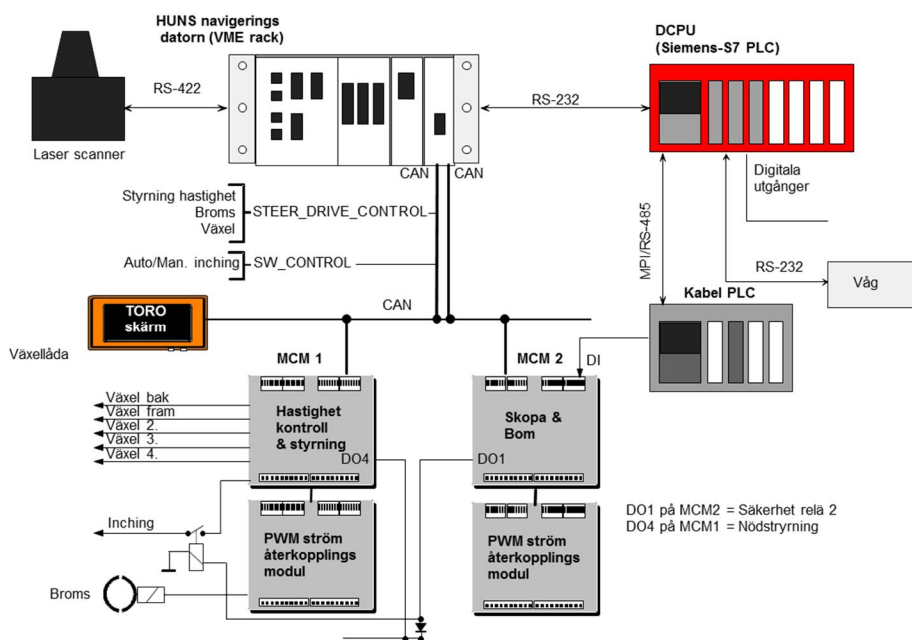 HUNS navigerings
datorn (VME rack)
DCPU
(Siemens-S7 PLC)
RS-422
RS-232
Laser scanner
CAN
CAN
Digitala
utgånger
Styrning hastighet
Broms
Växel
STEER_DRIVE_CONTROL
MPI/RS-485
Auto/Man. inching
SW_CONTROL
RS-232
Våg
Kabel PLC
CAN
TORO
skärm
Växellåda
MCM 1
MCM 2
DI
Växel bak
Växel fram
Växel 2.
Växel 3.
Växel 4.
Hastighet
kontroll
& styrning
DO4
Skopa &
Bom
DO1
DO1 på MCM2 = Säkerhet relä 2
DO4 på MCM1 = Nödstryrning
Inching
PWM ström
återkopplings
modul
PWM ström
återkopplings
modul
Broms